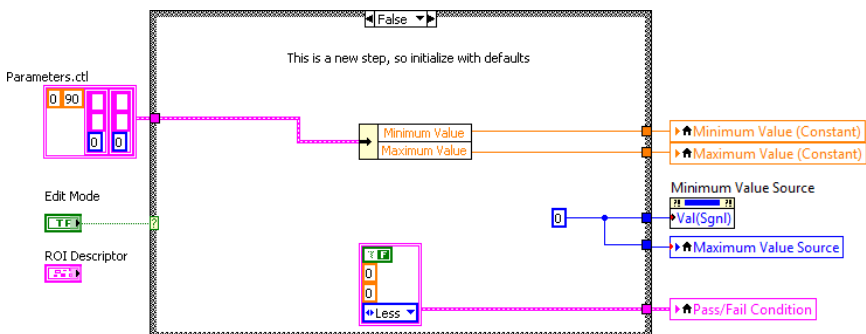 False
This is a new step, so initialize with defaults
Parameters.ctl
0 90
0 0
Minimum Value
Maximum Value
Minimum Value (Constant)
Maximum Value (Constant)
Edit Mode
TF
Minimum Value Source
?! ?!
Val(Sgnl)
0
Maximum Value Source
?
ROI Descriptor
T F
0
0
Less
Pass/Fail Condition